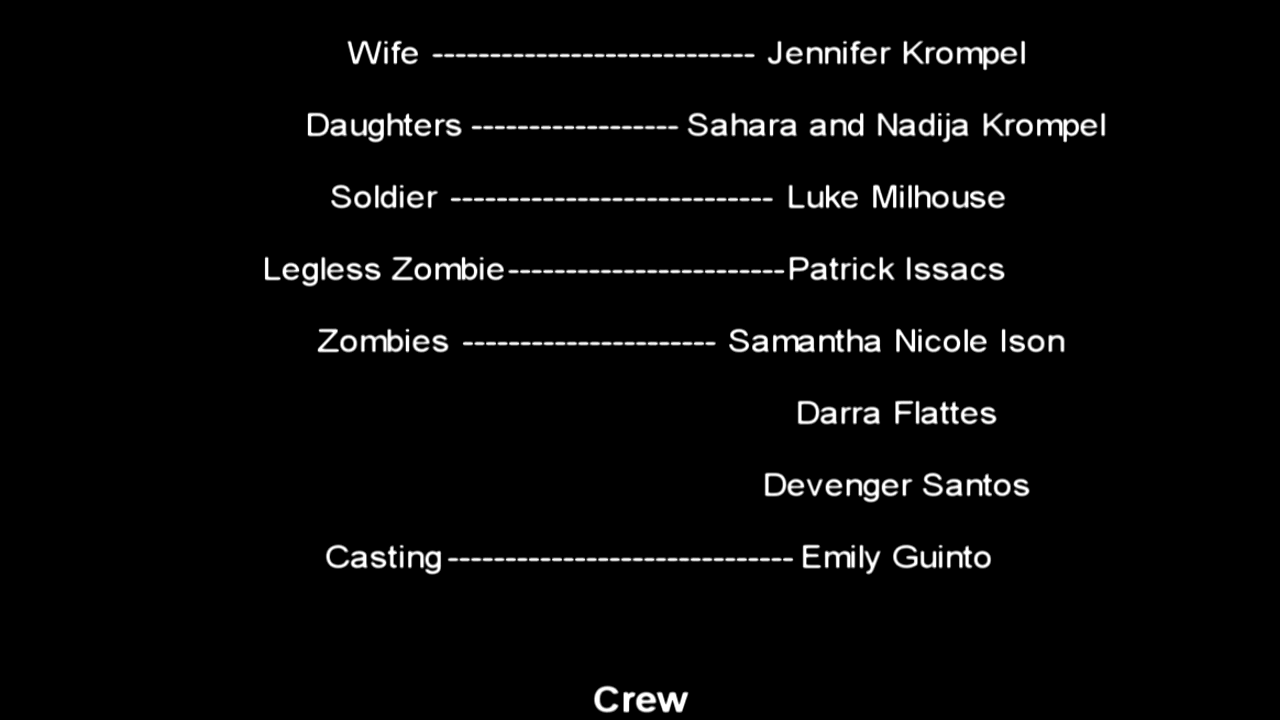 Wife ---------------------------- Jennifer Krompel
Daughters ------------------ Sahara and Nadija Krompel
Soldier ---------------------------- Luke Milhouse
Legless Zombie------------------------Patrick Issacs
Zombies ---------------------- Samantha Nicole Ison
Darra Flattes
Devenger Santos
Casting------------------------------ Emily Guinto
Crew